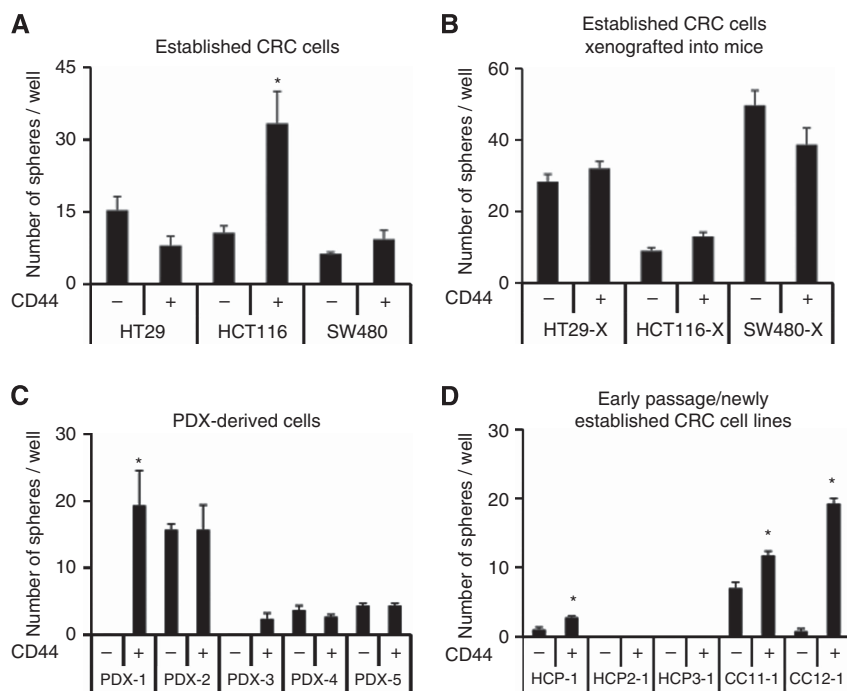 A
Established CRC cells
Number of spheres / well
45
30
15
0
*
CD44
– + – + – +
HT29 HCT116 SW480
B
Established CRC cells
xenografted into mice
Number of spheres / well
60
40
20
0
CD44
– + – + – +
HT29-X HCT116-X SW480-X
C
PDX-derived cells
Number of spheres / well
30
20
10
0
*
CD44
– + – + – + – + – +
PDX-1 PDX-2 PDX-3 PDX-4 PDX-5
D
Early passage/newly
established CRC cell lines
Number of spheres / well
30
20
10
0
* * *
CD44
– + – + – + – + – +
HCP-1 HCP2-1 HCP3-1 CC11-1 CC12-1